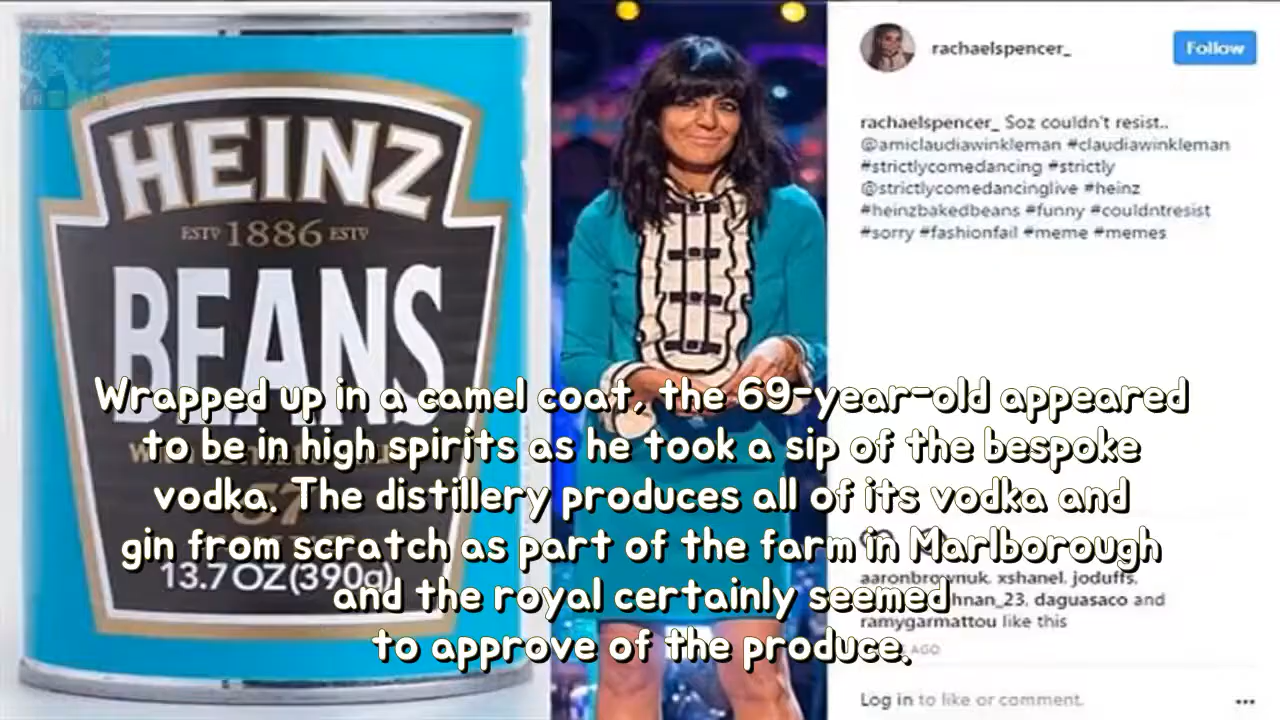 HEINZ
ESTD 1886 ESTD
BEANS
57
13.7 OZ (390g)
rachaelspencer_
Follow
rachaelspencer_ Soz couldn't resist..
@amiclaudiawinkleman #claudiawinkleman
#strictlycomedancing #strictly
@strictlycomedancinglive #heinz
#heinzbakedbeans #funny #couldntresist
#sorry #fashionfail #meme #memes
Wrapped up in a camel coat, the 69-year-old appeared
to be in high spirits as he took a sip of the bespoke
vodka. The distillery produces all of its vodka and
gin from scratch as part of the farm in Marlborough
and the royal certainly seemed
to approve of the produce.
aaronbrownuk, xshanel, joduffs,
daguasaco and
ramygarmattou like this
AGO
Log in to like or comment.